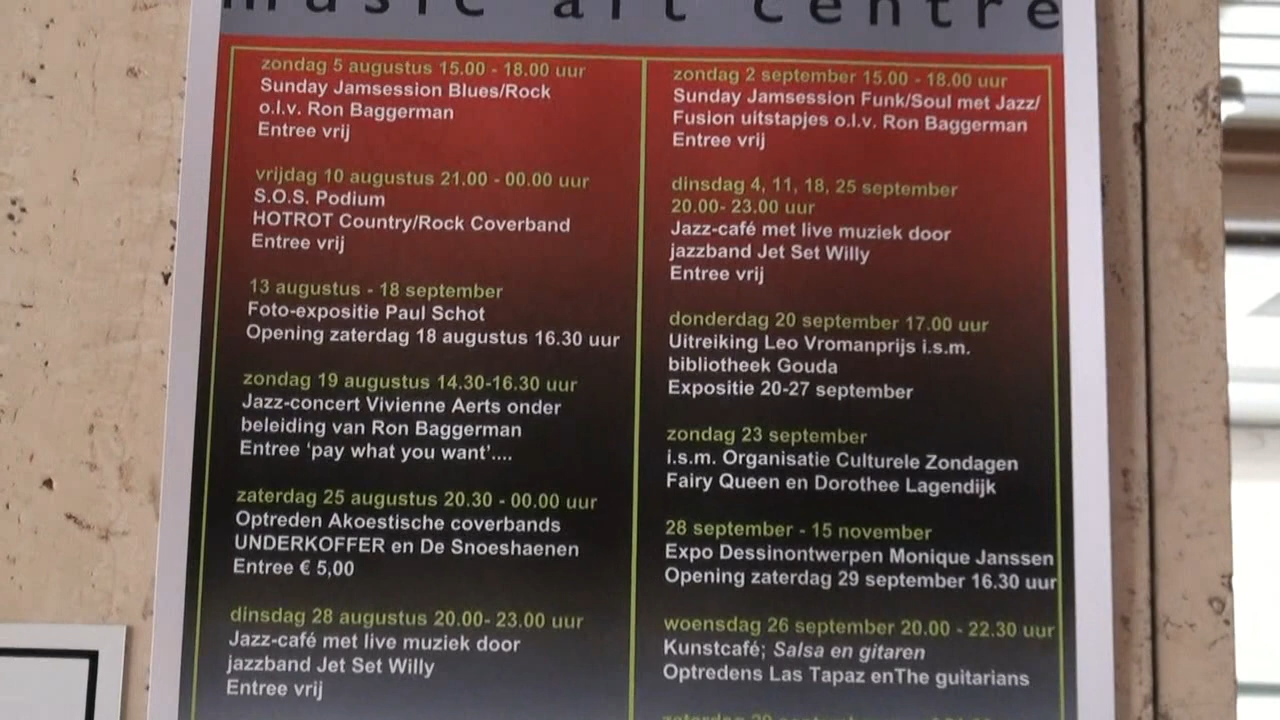 music art centre
zondag 5 augustus 15.00 - 18.00 uur
Sunday Jamsession Blues/Rock
o.l.v. Ron Baggerman
Entree vrij
vrijdag 10 augustus 21.00 - 00.00 uur
S.O.S. Podium
HOTROT Country/Rock Coverband
Entree vrij
13 augustus - 18 september
Foto-expositie Paul Schot
Opening zaterdag 18 augustus 16.30 uur
zondag 19 augustus 14.30-16.30 uur
Jazz-concert Vivienne Aerts onder
beleiding van Ron Baggerman
Entree ‘pay what you want’....
zaterdag 25 augustus 20.30 - 00.00 uur
Optreden Akoestische coverbands
UNDERKOFFER en De Snoeshaenen
Entree € 5,00
dinsdag 28 augustus 20.00- 23.00 uur
Jazz-café met live muziek door
jazzband Jet Set Willy
Entree vrij
zondag 2 september 15.00 - 18.00 uur
Sunday Jamsession Funk/Soul met Jazz/
Fusion uitstapjes o.l.v. Ron Baggerman
Entree vrij
dinsdag 4, 11, 18, 25 september
20.00- 23.00 uur
Jazz-café met live muziek door
jazzband Jet Set Willy
Entree vrij
donderdag 20 september 17.00 uur
Uitreiking Leo Vromanprijs i.s.m.
bibliotheek Gouda
Expositie 20-27 september
zondag 23 september
i.s.m. Organisatie Culturele Zondagen
Fairy Queen en Dorothee Lagendijk
28 september - 15 november
Expo Dessinontwerpen Monique Janssen
Opening zaterdag 29 september 16.30 uur
woensdag 26 september 20.00 - 22.30 uur
Kunstcafé; Salsa en gitaren
Optredens Las Tapaz enThe guitarians